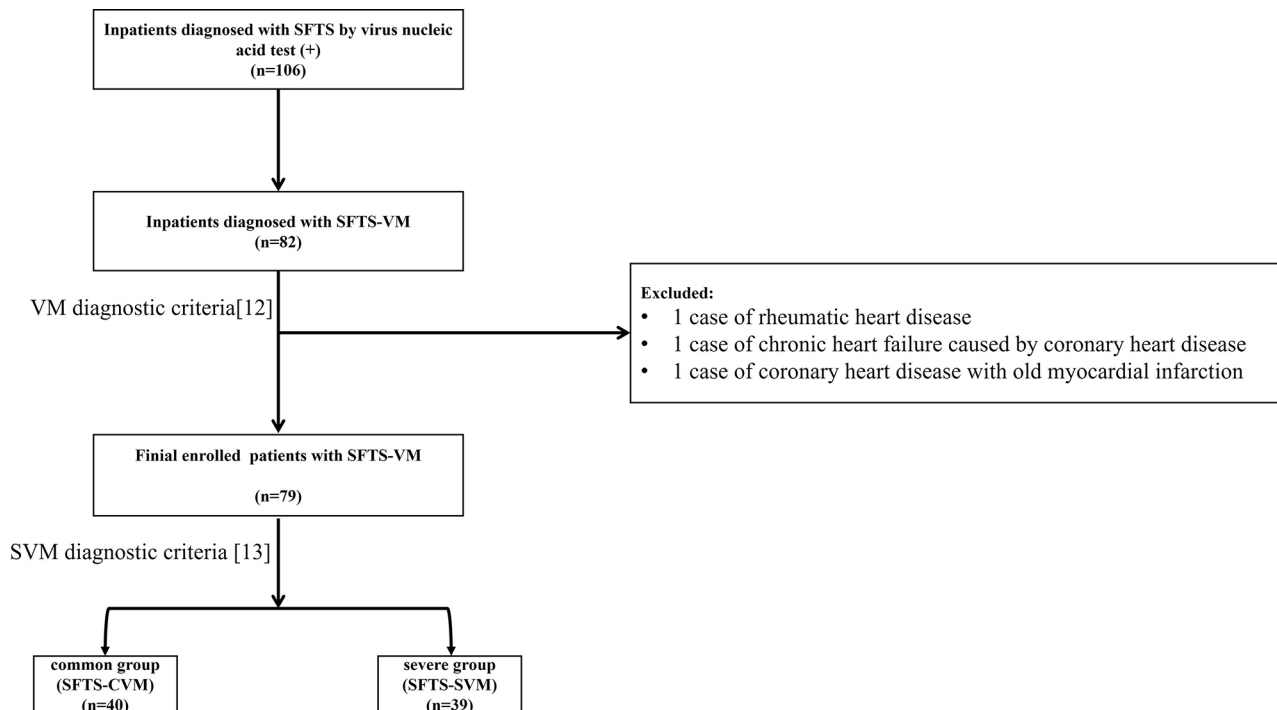 Inpatients diagnosed with SFTS by virus nucleic
acid test (+)
(n=106)
Inpatients diagnosed with SFTS-VM
(n=82)
VM diagnostic criteria[12]
Excluded:
• 1 case of rheumatic heart disease
• 1 case of chronic heart failure caused by coronary heart disease
• 1 case of coronary heart disease with old myocardial infarction
Finial enrolled patients with SFTS-VM
(n=79)
SVM diagnostic criteria [13]
common group
(SFTS-CVM)
(n=40)
severe group
(SFTS-SVM)
(n=39)